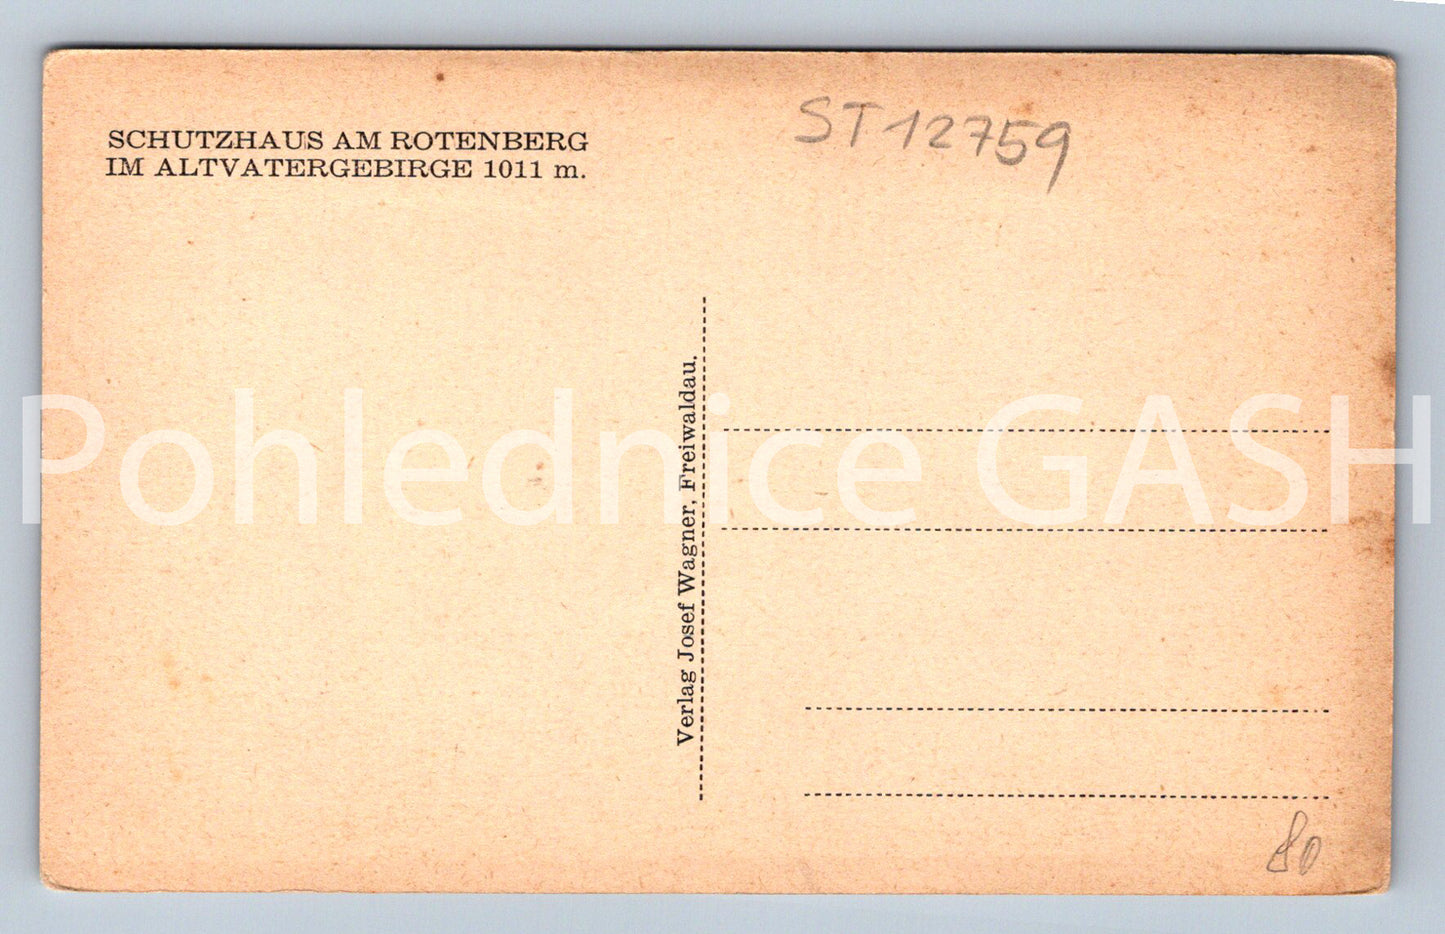 SCHUTZHAUS AM ROTENBERG
IM ALTVATERGEBIRGE 1011 m.
ST 12759
Verlag Josef Wagner, Freiwaldau.
Pohlednice GASH
80